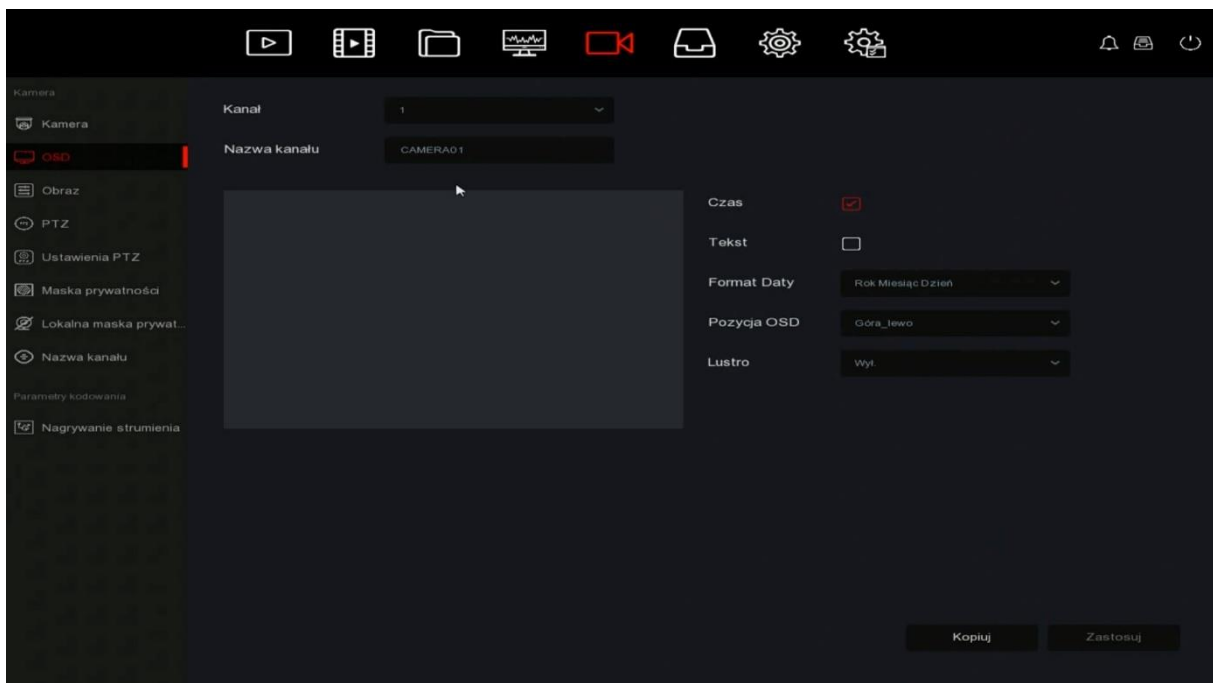 Kamera
Kamera
OSD
Obraz
PTZ
Ustawienia PTZ
Maska prywatności
Lokalna maska prywat...
Nazwa kanału
Parametry kodowania
Nagrywanie strumienia
Kanał 1
Nazwa kanału CAMERA01
Czas
Tekst
Format Daty Rok Miesiąc Dzień
Pozycja OSD Góra_lewo
Lustro Wył.
Kopiuj Zastosuj